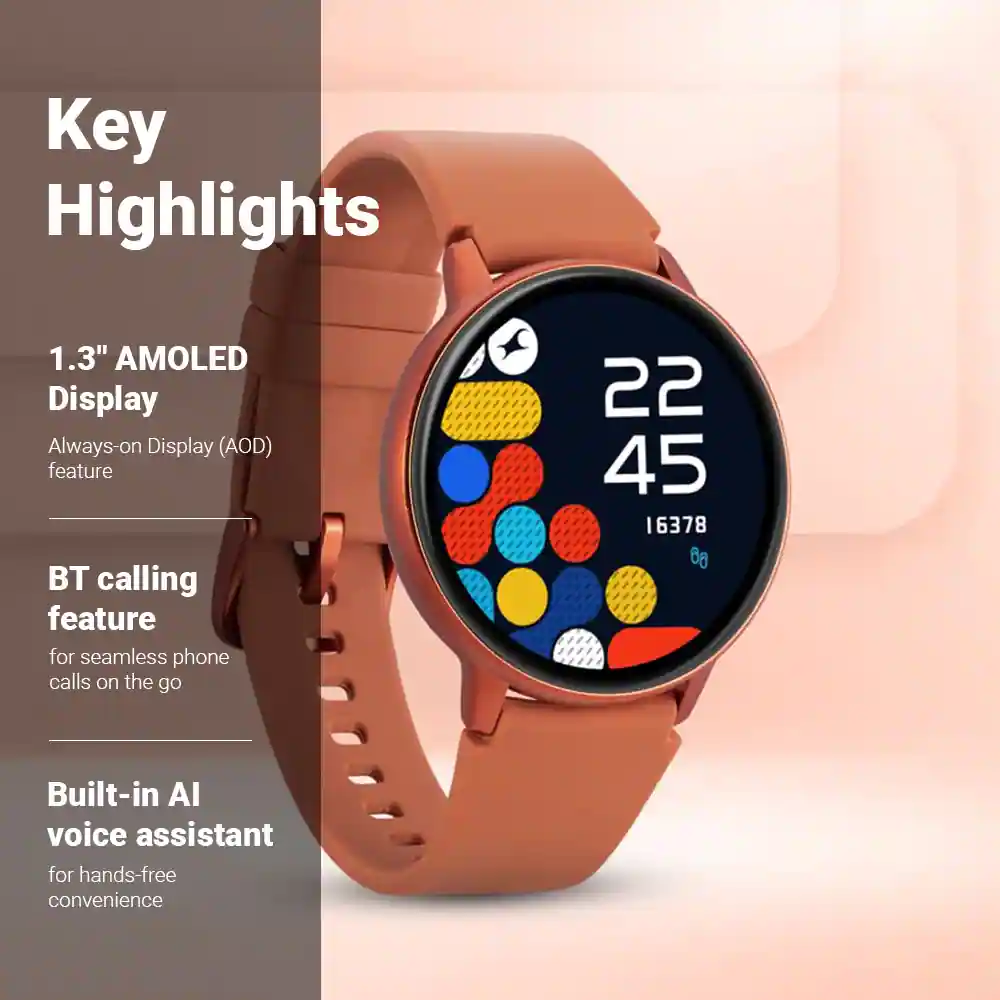 Key
Highlights
1.3" AMOLED
Display
Always-on Display (AOD)
feature
BT calling
feature
for seamless phone
calls on the go
Built-in AI
voice assistant
for hands-free
convenience
22
45
16378